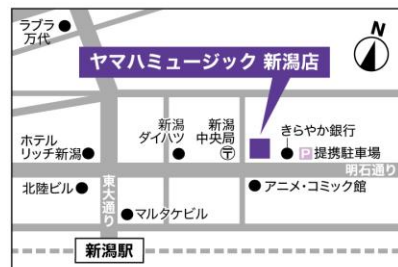 ラブラ
万代
N
ヤマハミュージック 新潟店
新潟
ダイハツ
新潟
中央局
きらやか銀行
P 提携駐車場
ホテル
リッチ新潟
明石通り
北陸ビル
東大通り
アニメ・コミック館
マルタケビル
新潟駅